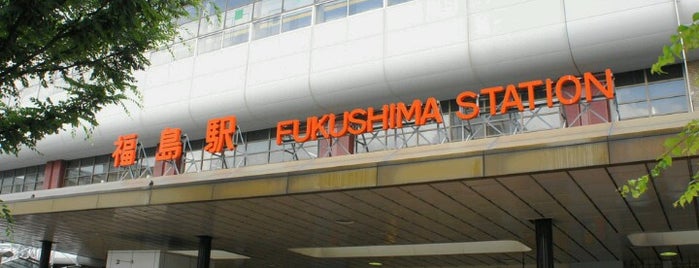 福島駅 FUKUSHIMA STATION